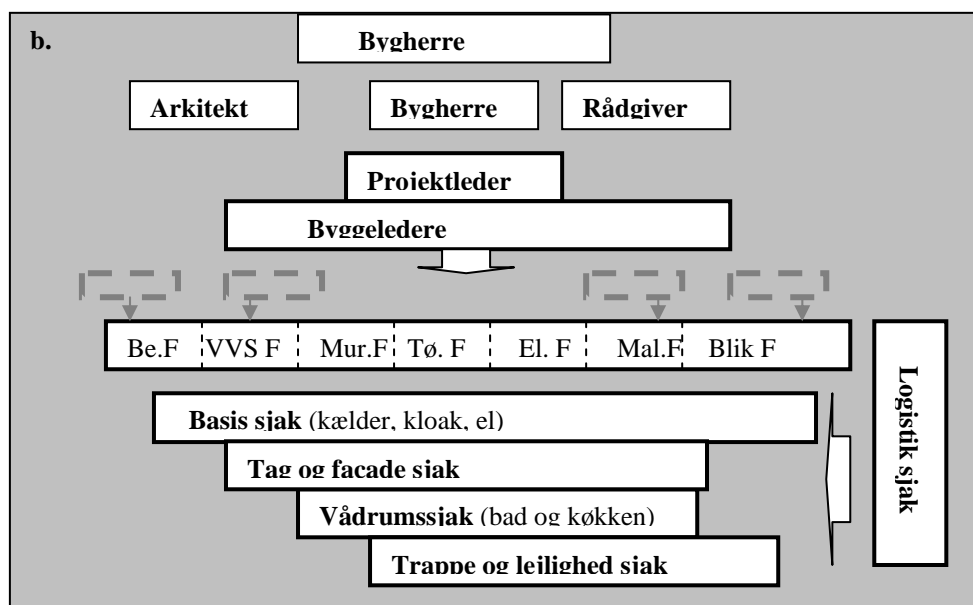 b.
Bygherre
Arkitekt Bygherre Rådgiver
Projektleder
Byggeledere
Be.F VVS F Mur.F Tø. F El. F Mal.F Blik F
Basis sjak (kælder, kloak, el)
Tag og facade sjak
Vådrumssjak (bad og køkken)
Trappe og lejlighed sjak
Logistik sjak